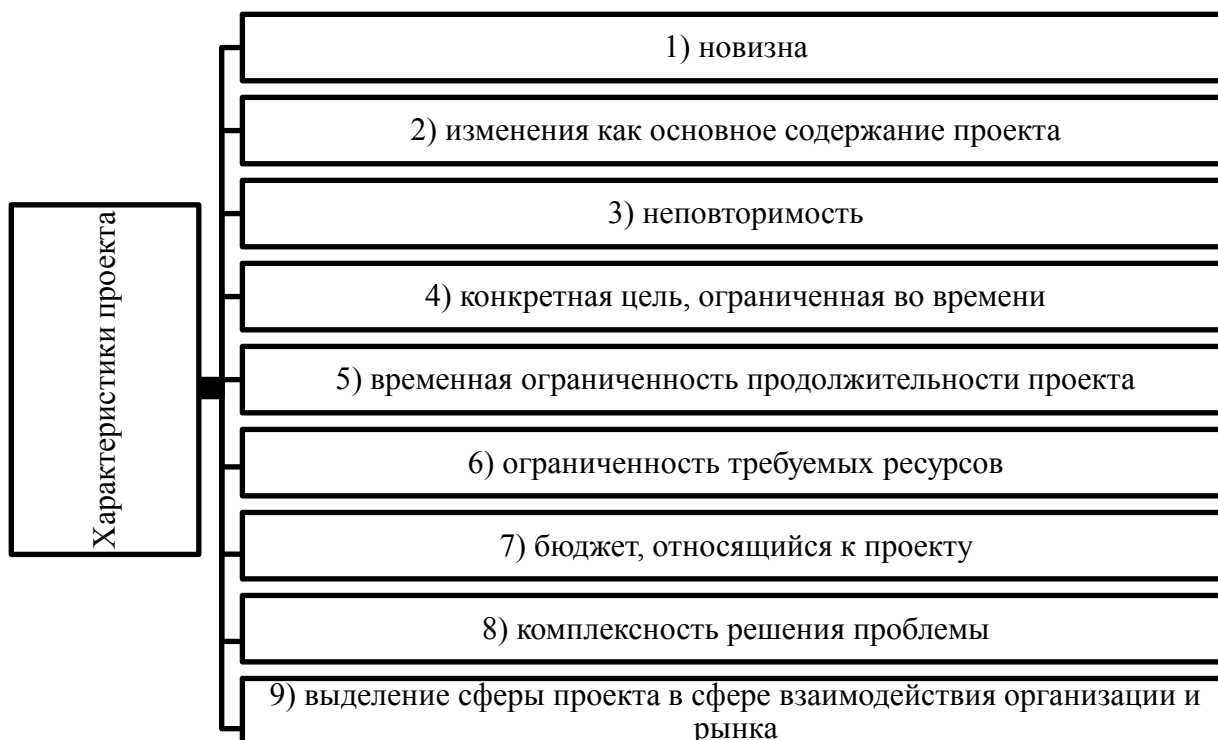 Характеристики проекта
1) новизна
2) изменения как основное содержание проекта
3) неповторимость
4) конкретная цель, ограниченная во времени
5) временная ограниченность продолжительности проекта
6) ограниченность требуемых ресурсов
7) бюджет, относящийся к проекту
8) комплексность решения проблемы
9) выделение сферы проекта в сфере взаимодействия организации и
рынка